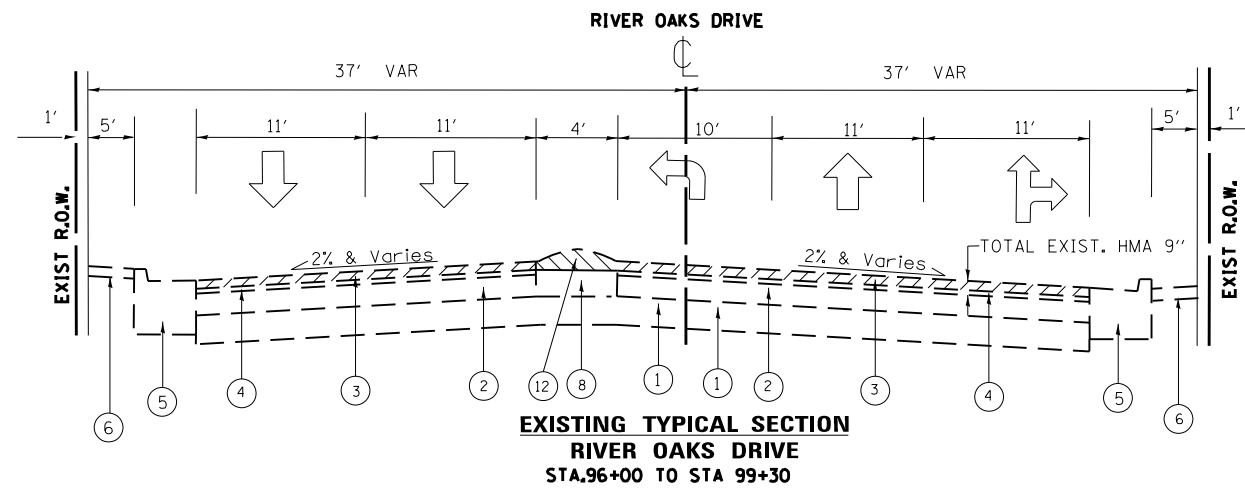 RIVER OAKS DRIVE
℄
37' VAR
37' VAR
1'
5'
11'
11'
4'
10'
11'
11'
5'
1'
EXIST R.O.W.
EXIST R.O.W.
2% & Varies
2% & Varies
TOTAL EXIST. HMA 9"
6
5
4
3
2
12
8
1
1
2
3
4
5
6
EXISTING TYPICAL SECTION
RIVER OAKS DRIVE
STA.96+00 TO STA 99+30